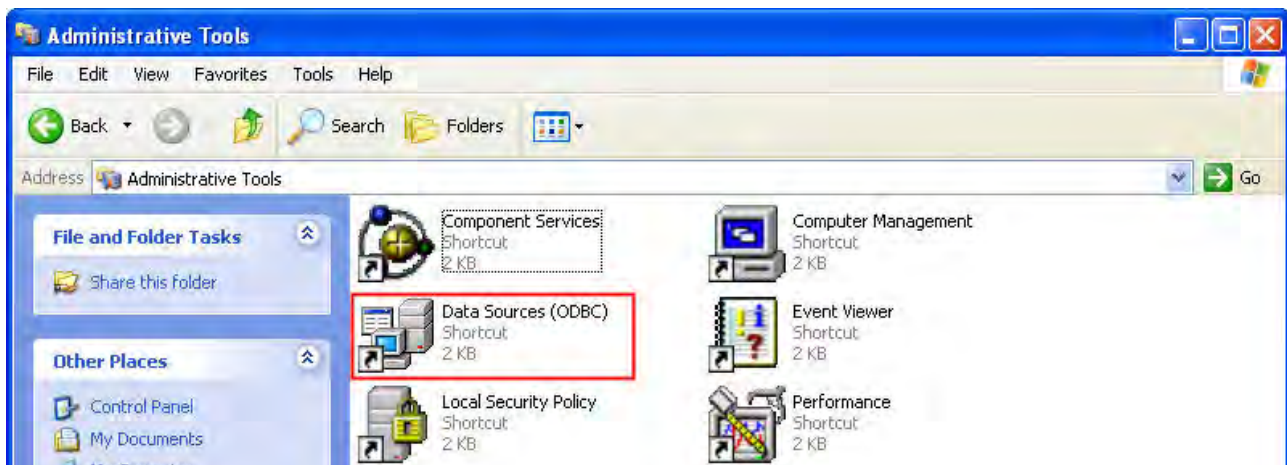 Administrative Tools
File Edit View Favorites Tools Help
Back Search Folders
Address Administrative Tools Go
File and Folder Tasks
Share this folder
Other Places
Control Panel
My Documents
Component Services
Shortcut
2 KB
Computer Management
Shortcut
2 KB
Data Sources (ODBC)
Shortcut
2 KB
Event Viewer
Shortcut
2 KB
Local Security Policy
Shortcut
2 KB
Performance
Shortcut
2 KB